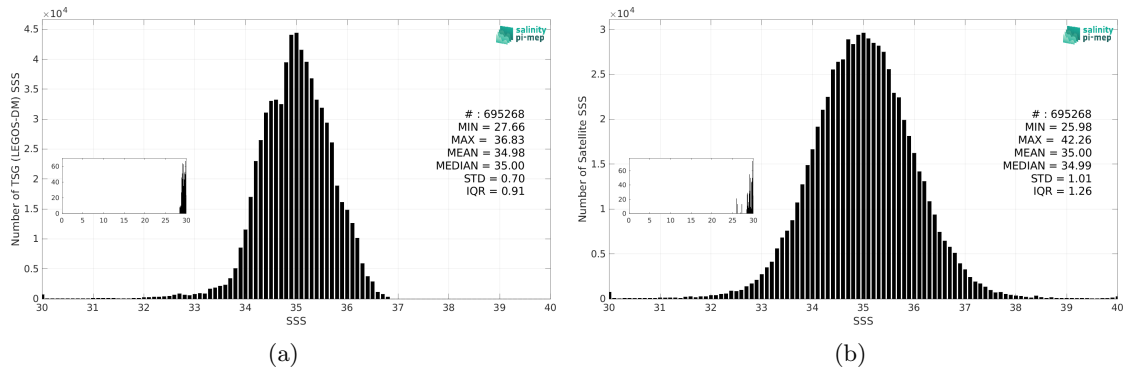 ×10⁴
4.5
4
3.5
3
2.5
2
1.5
1
0.5
0
Number of TSG (LEGOS-DM) SSS
salinity
pi-mep
# : 695268
MIN = 27.66
MAX = 36.83
MEAN = 34.98
MEDIAN = 35.00
STD = 0.70
IQR = 0.91
60
40
20
0
0 5 10 15 20 25 30
30 31 32 33 34 35 36 37 38 39 40
SSS
(a)
×10⁴
3
2.5
2
1.5
1
0.5
0
Number of Satellite SSS
salinity
pi-mep
# : 695268
MIN = 25.98
MAX = 42.26
MEAN = 35.00
MEDIAN = 34.99
STD = 1.01
IQR = 1.26
60
40
20
0
0 5 10 15 20 25 30
30 31 32 33 34 35 36 37 38 39 40
SSS
(b)